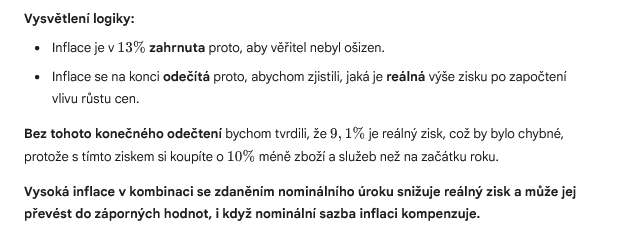 Vysvětlení logiky:
• Inflace je v 13% zahrnuta proto, aby věřitel nebyl ošizen.
• Inflace se na konci odečítá proto, abychom zjistili, jaká je reálná výše zisku po započtení
vlivu růstu cen.
Bez tohoto konečného odečtení bychom tvrdili, že 9,1% je reálný zisk, což by bylo chybné,
protože s tímto ziskem si koupíte o 10% méně zboží a služeb než na začátku roku.
Vysoká inflace v kombinaci se zdaněním nominálního úroku snižuje reálný zisk a může jej
převést do záporných hodnot, i když nominální sazba inflaci kompenzuje.